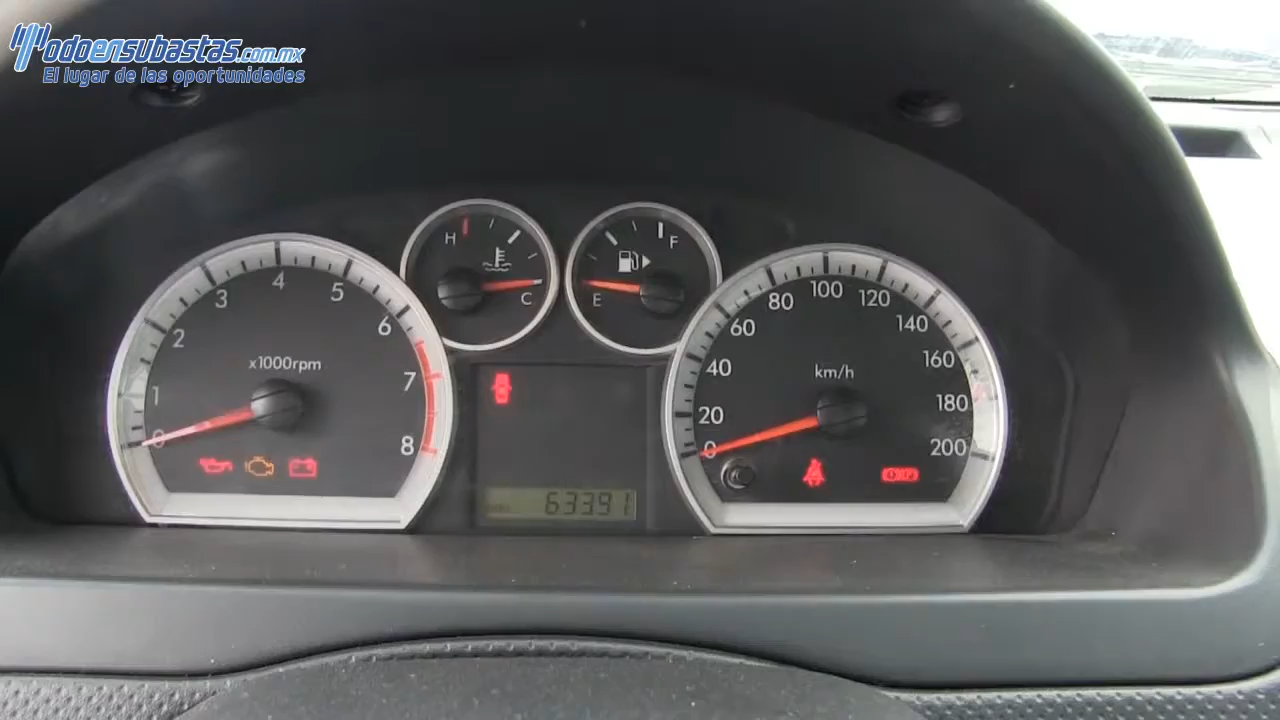 Todoensubastas.com.mx
El lugar de las oportunidades
H
C
F
E
0
1
2
3
4
5
6
7
8
x1000rpm
0
20
40
60
80
100
120
140
160
180
200
km/h
63391